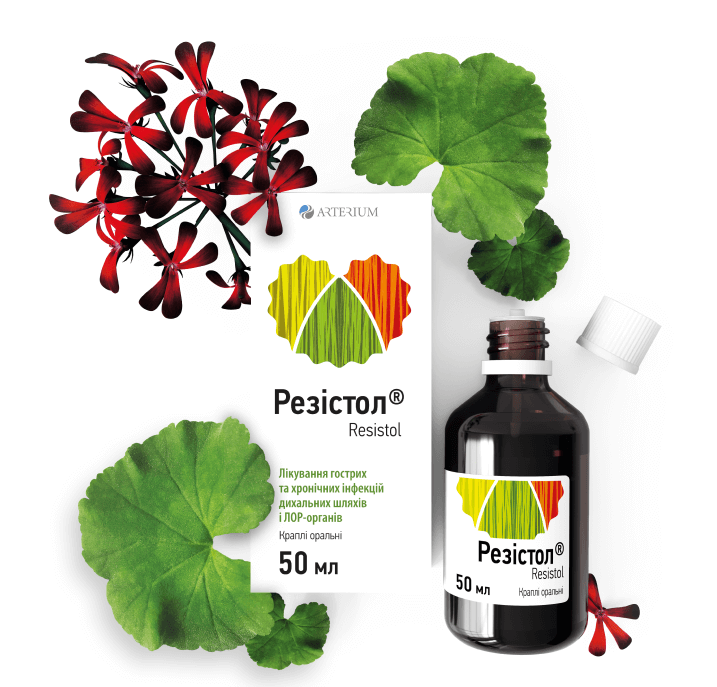 ARTERIUM
Резістол®
Resistol
Лікування гострих
та хронічних інфекцій
дихальних шляхів
і ЛОР-органів
Краплі оральні
50 мл
Резістол®
Resistol
50 мл
Краплі оральні